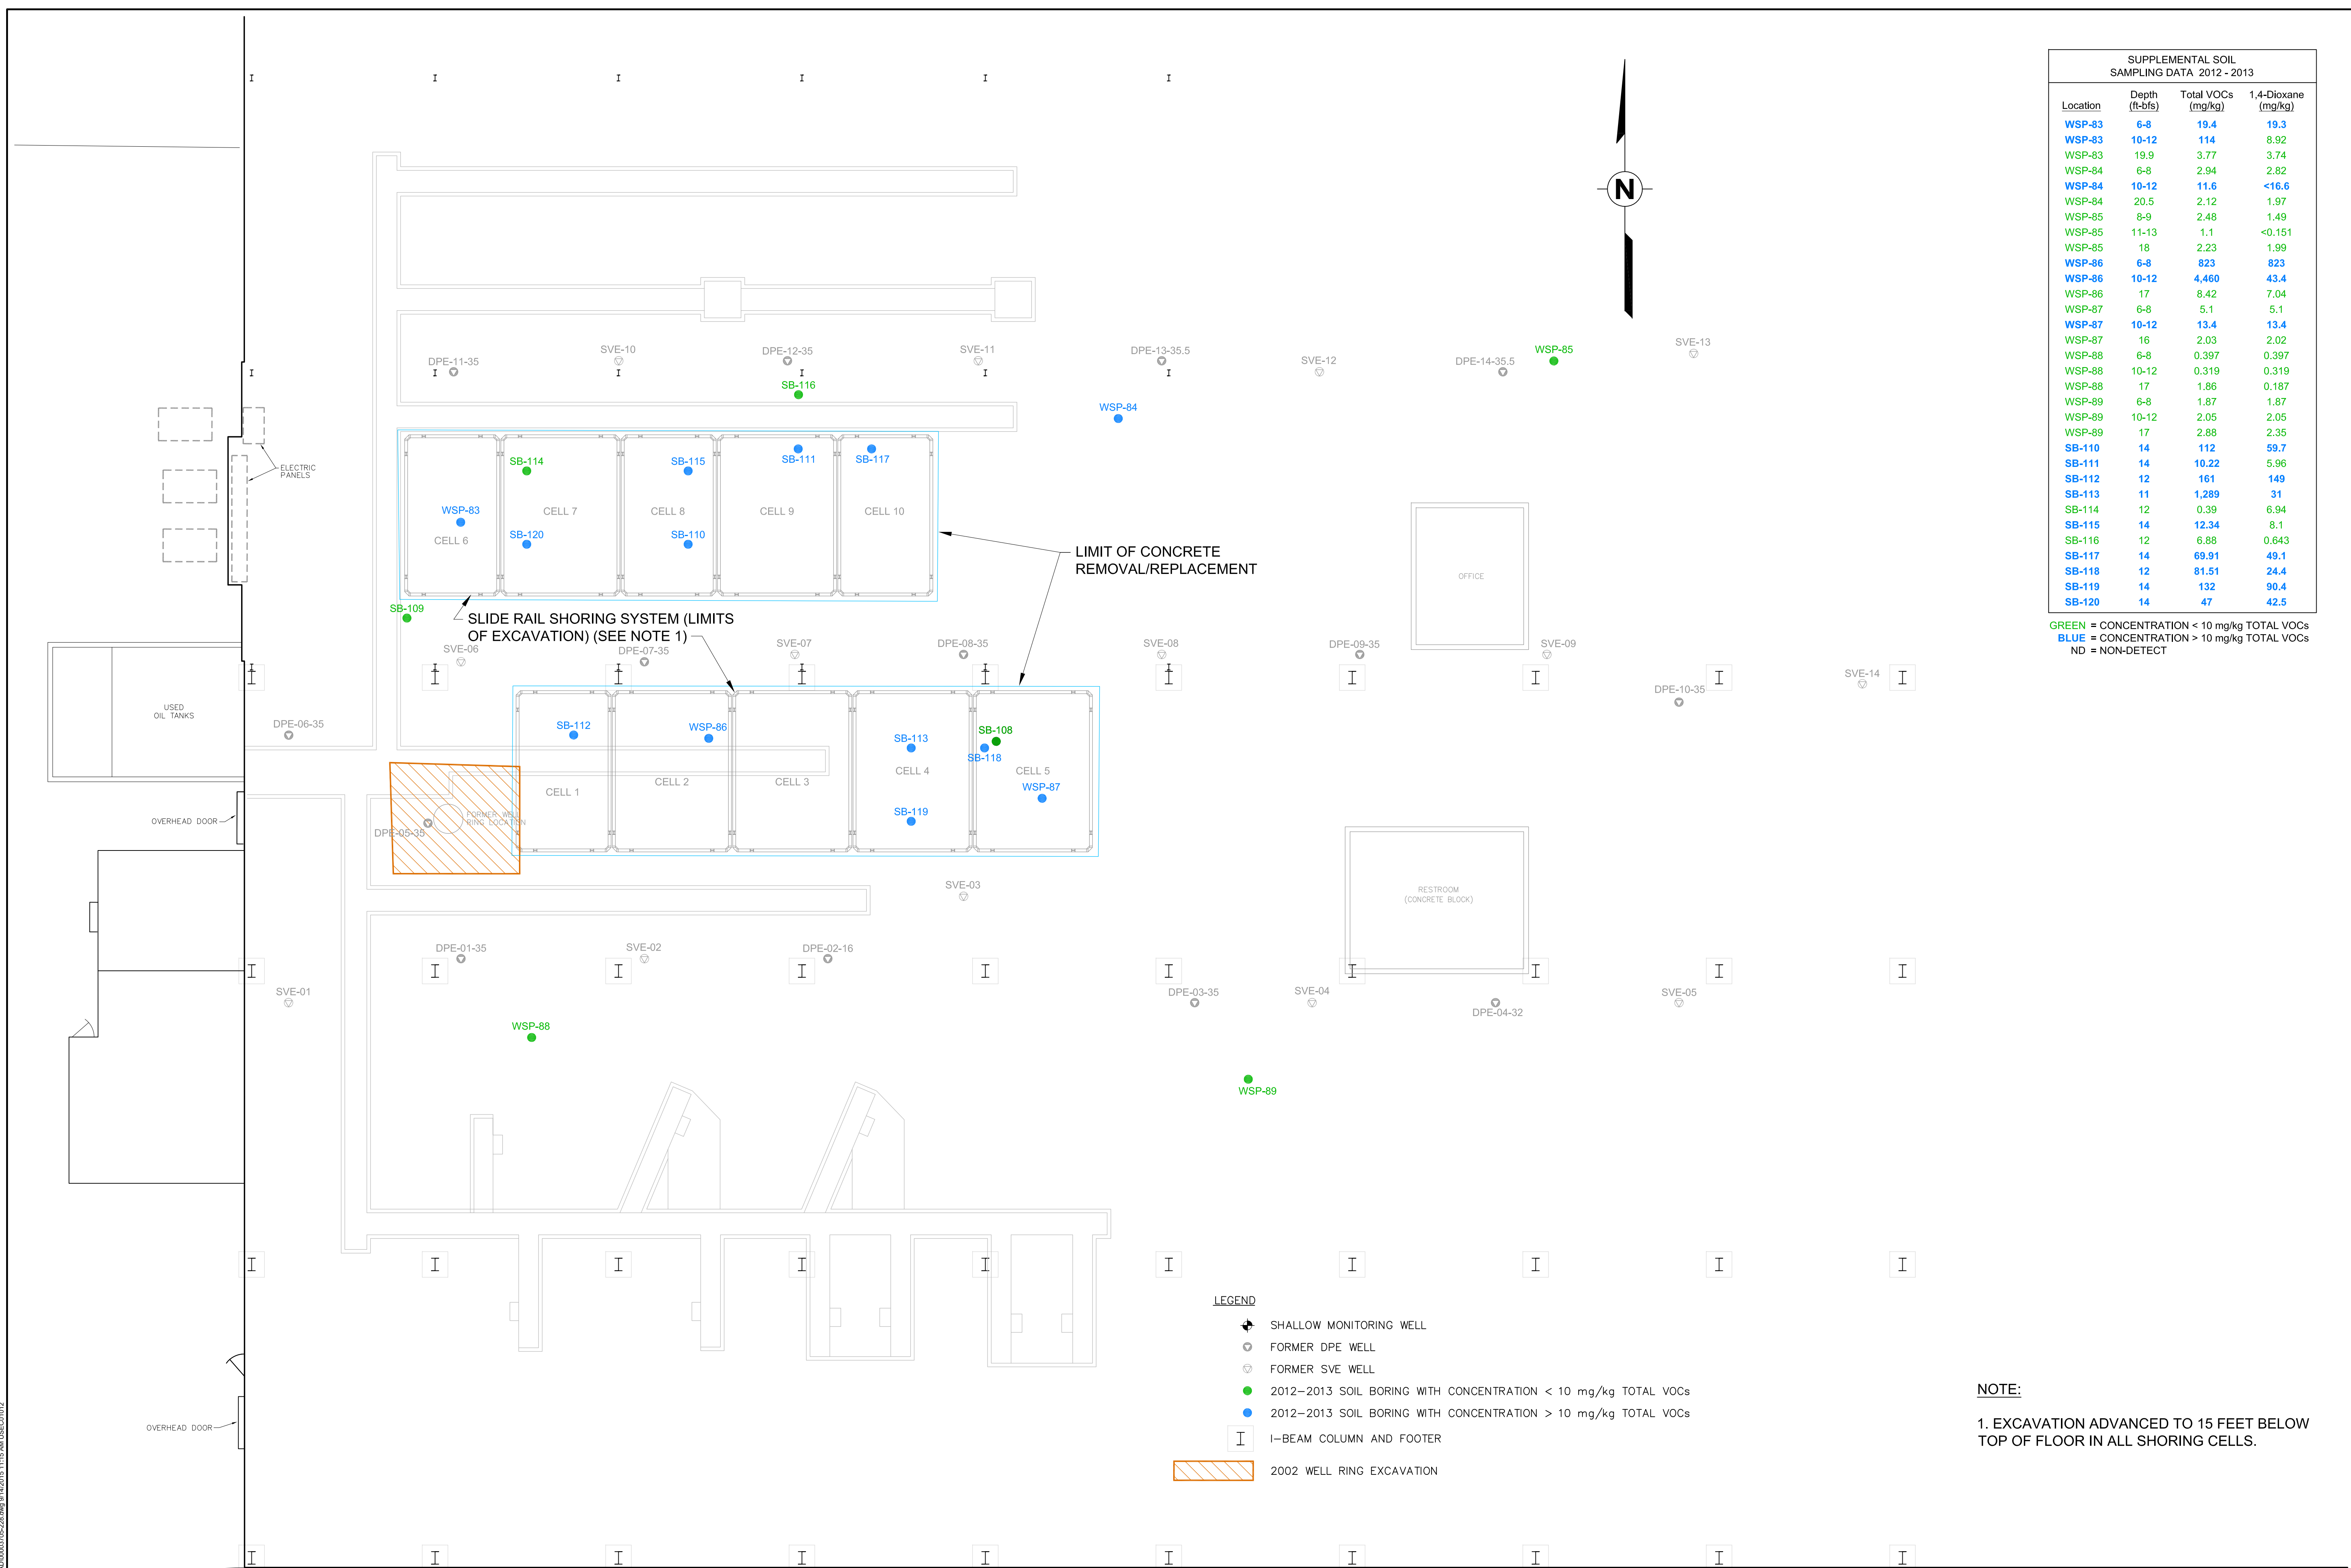 SUPPLEMENTAL SOIL
SAMPLING DATA 2012 - 2013
Location Depth (ft-bfs) Total VOCs (mg/kg) 1,4-Dioxane (mg/kg)
WSP-83 6-8 19.4 19.3
WSP-83 10-12 114 8.92
WSP-83 19.9 3.77 3.74
WSP-84 6-8 2.94 2.82
WSP-84 10-12 11.6 <16.6
WSP-84 20.5 2.12 1.97
WSP-85 8-9 2.48 1.49
WSP-85 11-13 1.1 <0.151
WSP-85 18 2.23 1.99
WSP-86 6-8 823 823
WSP-86 10-12 4,460 43.4
WSP-86 17 8.42 7.04
WSP-87 6-8 5.1 5.1
WSP-87 10-12 13.4 13.4
WSP-87 16 2.03 2.02
WSP-88 6-8 0.397 0.397
WSP-88 10-12 0.319 0.319
WSP-88 17 1.86 0.187
WSP-89 6-8 1.87 1.87
WSP-89 10-12 2.05 2.05
WSP-89 17 2.88 2.35
SB-110 14 112 59.7
SB-111 14 10.22 5.96
SB-112 12 161 149
SB-113 11 1,289 31
SB-114 12 0.39 6.94
SB-115 14 12.34 8.1
SB-116 12 6.88 0.643
SB-117 14 69.91 49.1
SB-118 12 81.51 24.4
SB-119 14 132 90.4
SB-120 14 47 42.5
GREEN = CONCENTRATION < 10 mg/kg TOTAL VOCs
BLUE = CONCENTRATION > 10 mg/kg TOTAL VOCs
ND = NON-DETECT
N
DPE-11-35
SVE-10
DPE-12-35
SVE-11
DPE-13-35.5
SVE-12
DPE-14-35.5
WSP-85
SVE-13
SB-116
WSP-84
ELECTRIC
PANELS
SB-114
SB-115
SB-111
SB-117
WSP-83
CELL 6
CELL 7
CELL 8
CELL 9
CELL 10
SB-120
SB-110
LIMIT OF CONCRETE
REMOVAL/REPLACEMENT
OFFICE
SB-109
SLIDE RAIL SHORING SYSTEM (LIMITS
OF EXCAVATION) (SEE NOTE 1)
SVE-06
DPE-07-35
SVE-07
DPE-08-35
SVE-08
DPE-09-35
SVE-09
DPE-10-35
SVE-14
USED
OIL TANKS
DPE-06-35
SB-112
WSP-86
SB-113
SB-108
SB-118
CELL 1
CELL 2
CELL 3
CELL 4
CELL 5
WSP-87
SB-119
OVERHEAD DOOR
DPE-05-35
FORMER WELL
RING LOCATION
SVE-03
RESTROOM
(CONCRETE BLOCK)
DPE-01-35
SVE-02
DPE-02-16
SVE-01
DPE-03-35
SVE-04
DPE-04-32
SVE-05
WSP-88
WSP-89
OVERHEAD DOOR
LEGEND
SHALLOW MONITORING WELL
FORMER DPE WELL
FORMER SVE WELL
2012-2013 SOIL BORING WITH CONCENTRATION < 10 mg/kg TOTAL VOCs
2012-2013 SOIL BORING WITH CONCENTRATION > 10 mg/kg TOTAL VOCs
I-BEAM COLUMN AND FOOTER
2002 WELL RING EXCAVATION
NOTE:
1. EXCAVATION ADVANCED TO 15 FEET BELOW
TOP OF FLOOR IN ALL SHORING CELLS.
9/14/2015 11:15 AM USEC01012